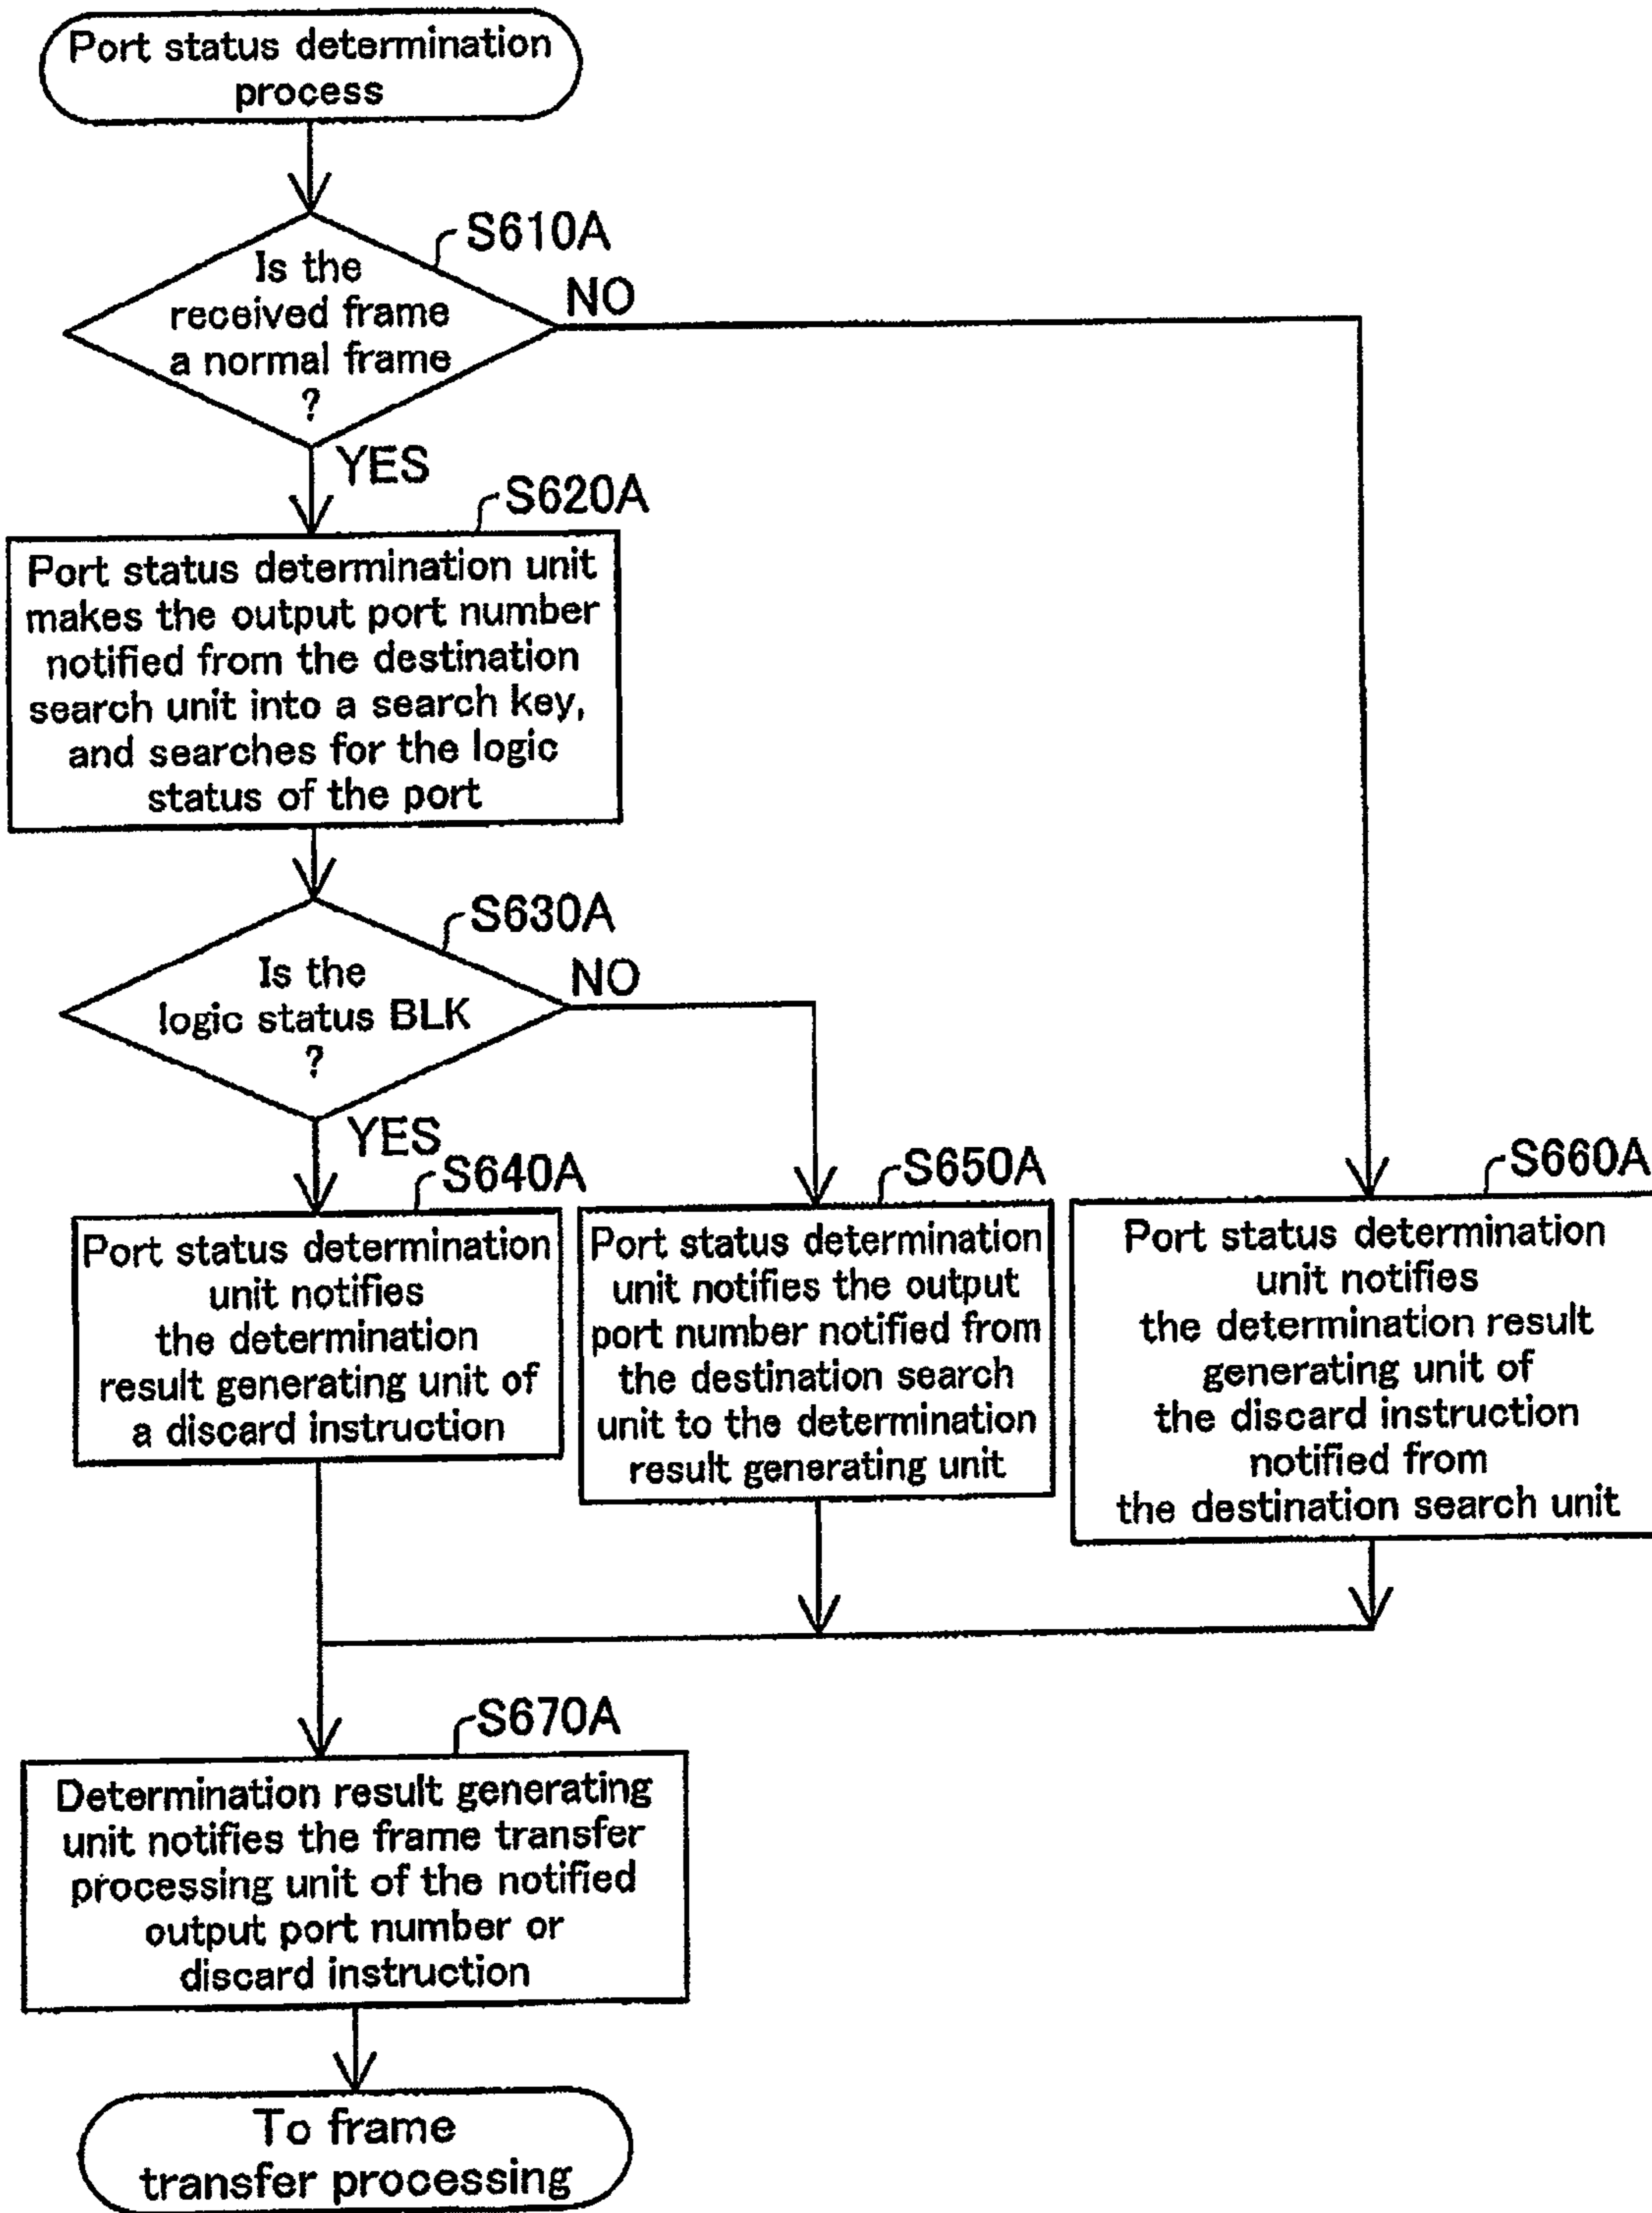 Port status determination
process
S610A
Is the
received frame
a normal frame
?
NO
YES
S620A
Port status determination unit
makes the output port number
notified from the destination
search unit into a search key,
and searches for the logic
status of the port
S630A
Is the
logic status BLK
?
NO
YES
S640A
Port status determination
unit notifies
the determination
result generating unit of
a discard instruction
S650A
Port status determination
unit notifies the output
port number notified from
the destination search
unit to the determination
result generating unit
S660A
Port status determination
unit notifies
the determination result
generating unit of
the discard instruction
notified from
the destination search unit
S670A
Determination result generating
unit notifies the frame transfer
processing unit of the notified
output port number or
discard instruction
To frame
transfer processing